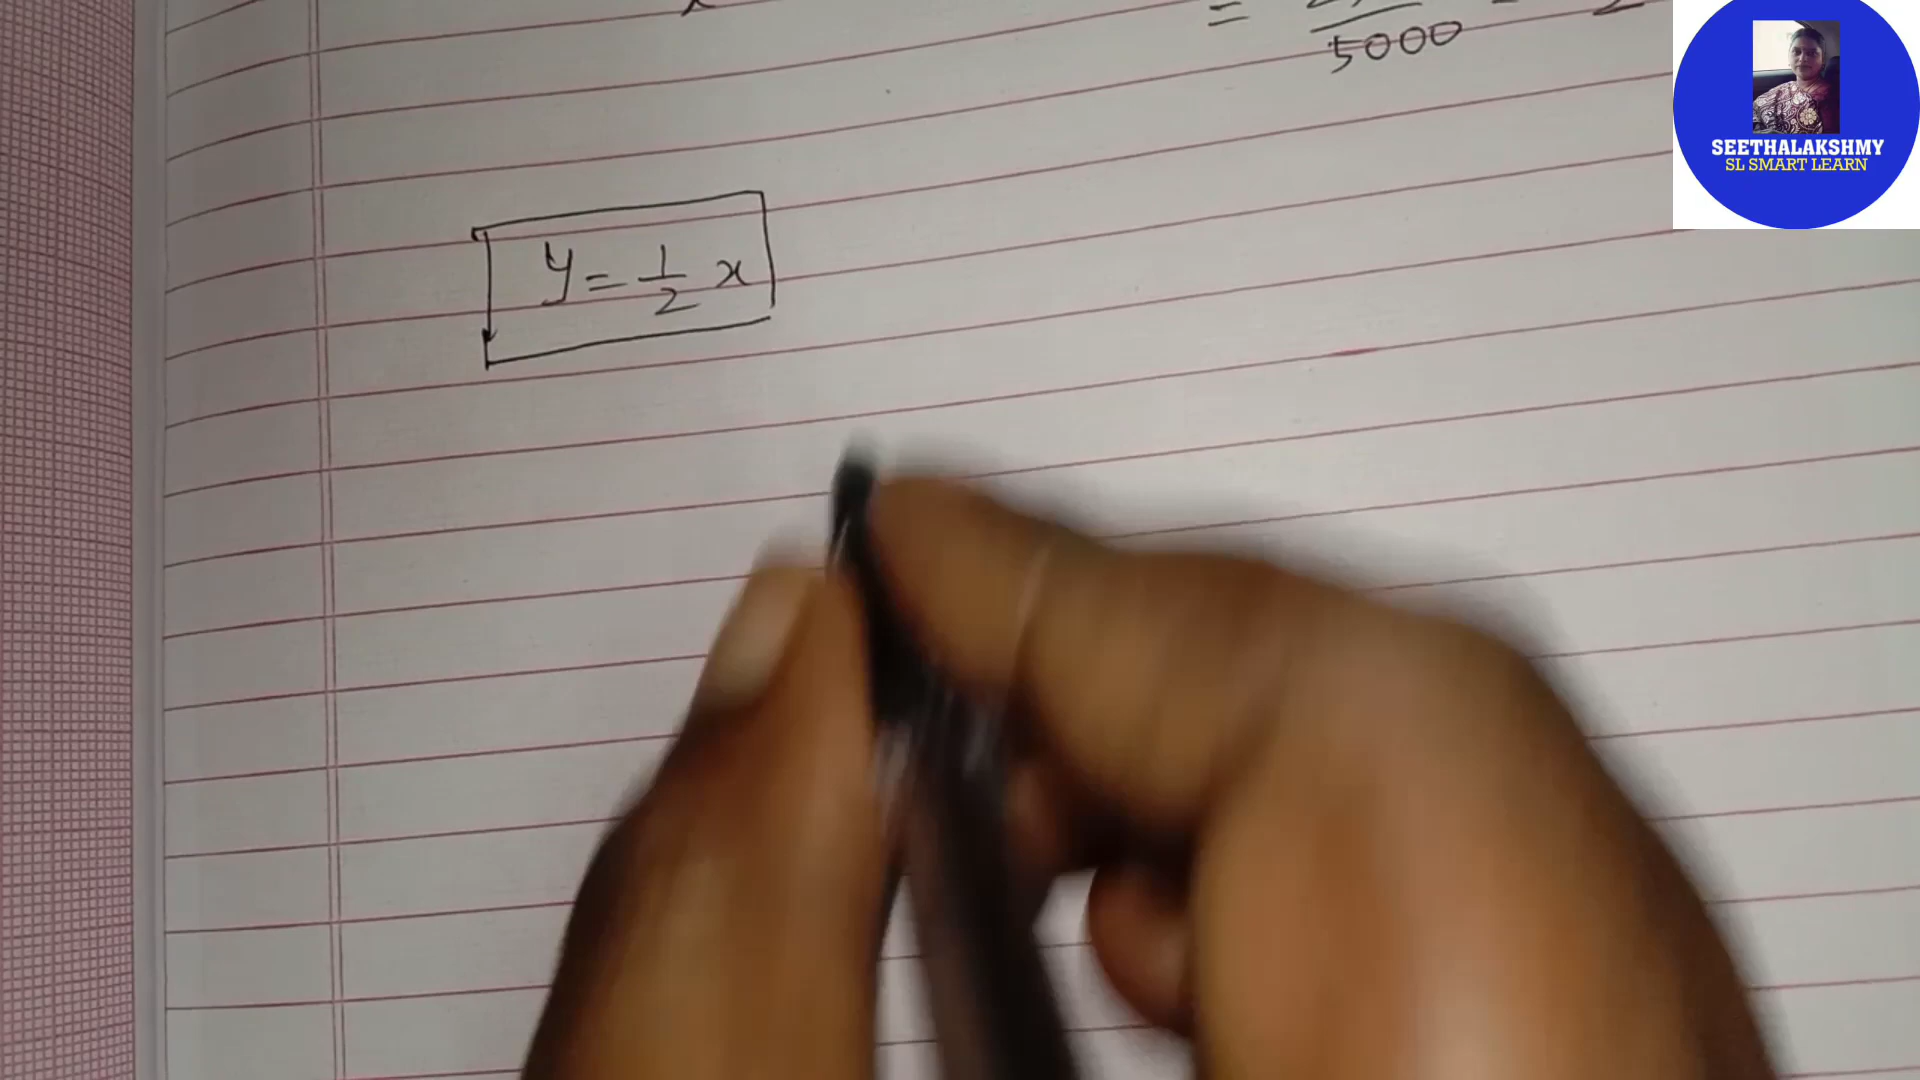 =
5000
y = 1/2 x
SEETHALAKSHMY
SL SMART LEARN